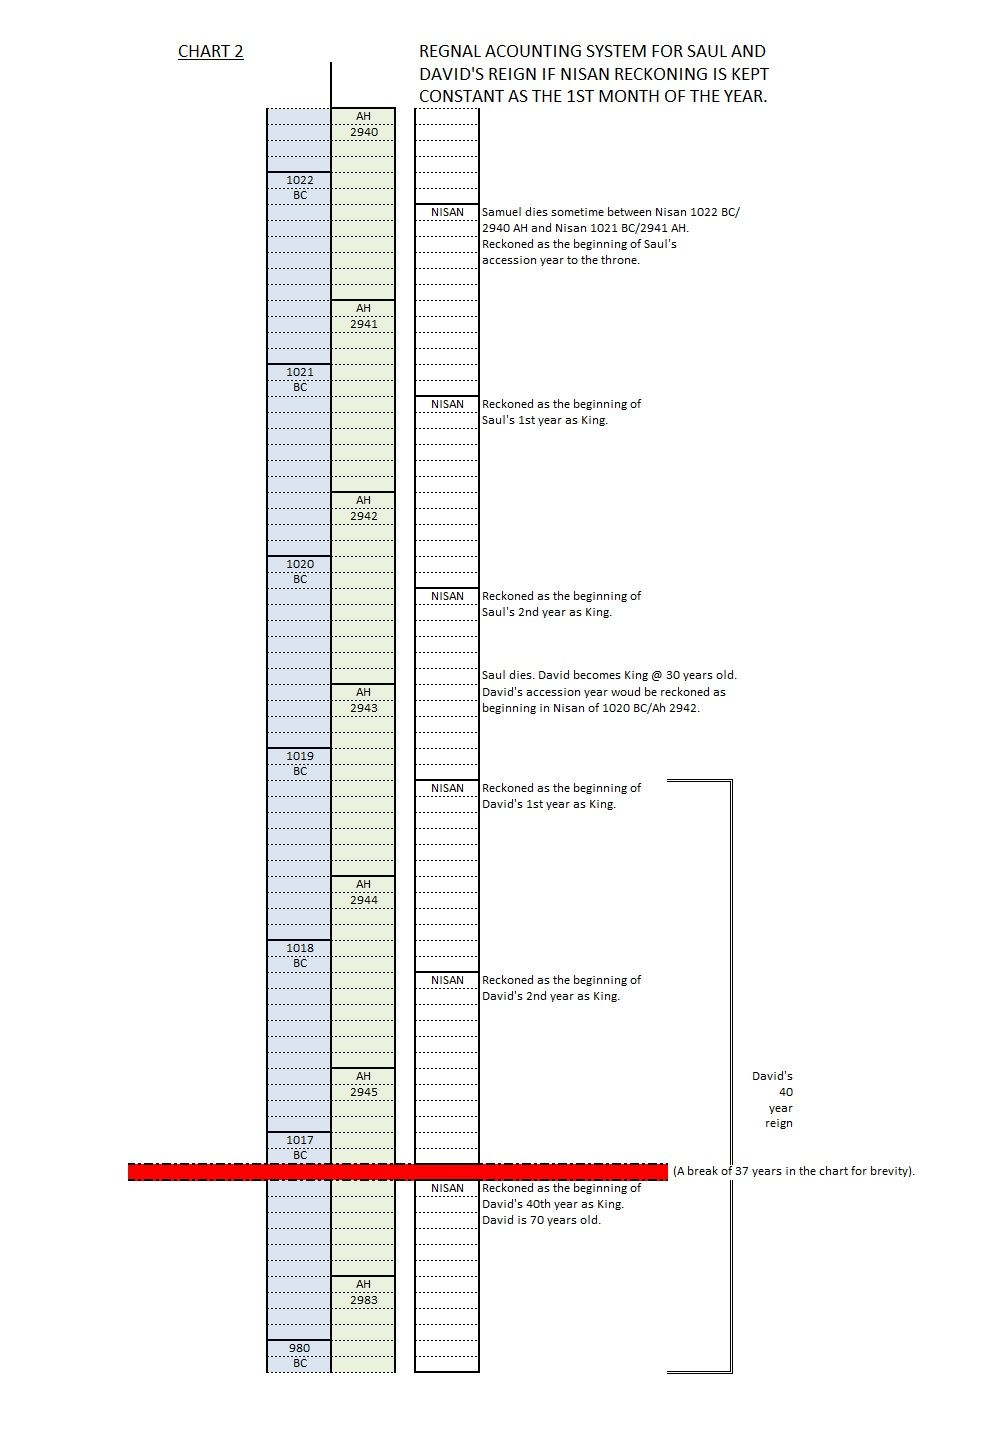 CHART 2
REGNAL ACOUNTING SYSTEM FOR SAUL AND
DAVID'S REIGN IF NISAN RECKONING IS KEPT
CONSTANT AS THE 1ST MONTH OF THE YEAR.
AH
2940
1022
BC
NISAN
Samuel dies sometime between Nisan 1022 BC/
2940 AH and Nisan 1021 BC/2941 AH.
Reckoned as the beginning of Saul's
accession year to the throne.
AH
2941
1021
BC
NISAN
Reckoned as the beginning of
Saul's 1st year as King.
AH
2942
1020
BC
NISAN
Reckoned as the beginning of
Saul's 2nd year as King.
Saul dies. David becomes King @ 30 years old.
David's accession year woud be reckoned as
beginning in Nisan of 1020 BC/Ah 2942.
AH
2943
1019
BC
NISAN
Reckoned as the beginning of
David's 1st year as King.
AH
2944
1018
BC
NISAN
Reckoned as the beginning of
David's 2nd year as King.
AH
2945
David's
40
year
reign
1017
BC
(A break of 37 years in the chart for brevity).
NISAN
Reckoned as the beginning of
David's 40th year as King.
David is 70 years old.
AH
2983
980
BC